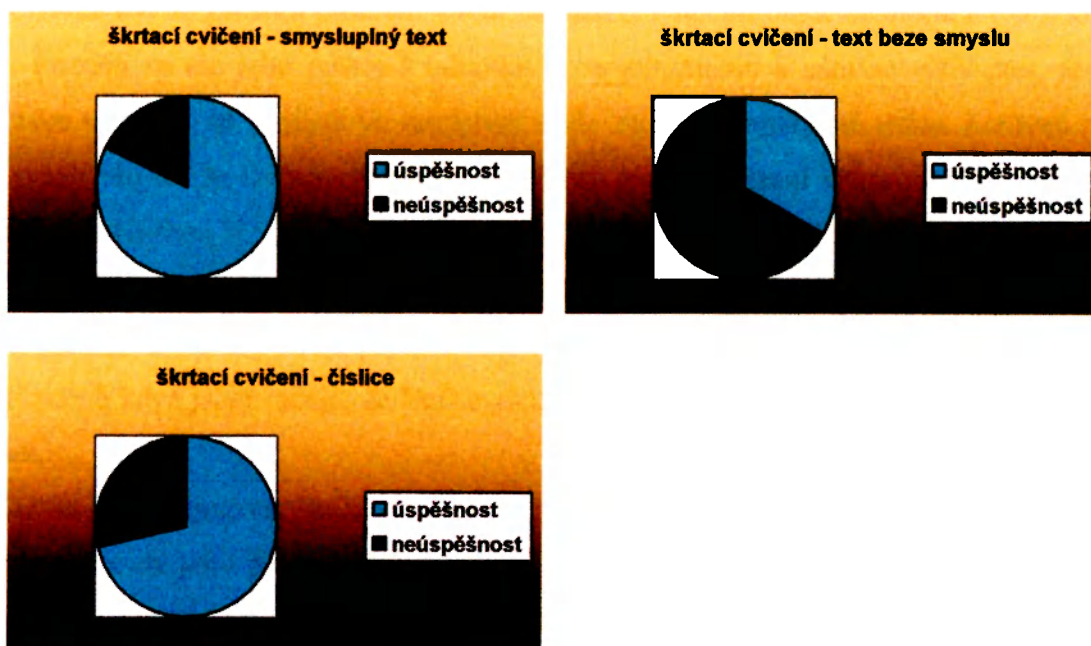 škrtací cvičení - smysluplný text
úspěšnost
neúspěšnost
škrtací cvičení - text beze smyslu
úspěšnost
neúspěšnost
škrtací cvičení - číslice
úspěšnost
neúspěšnost